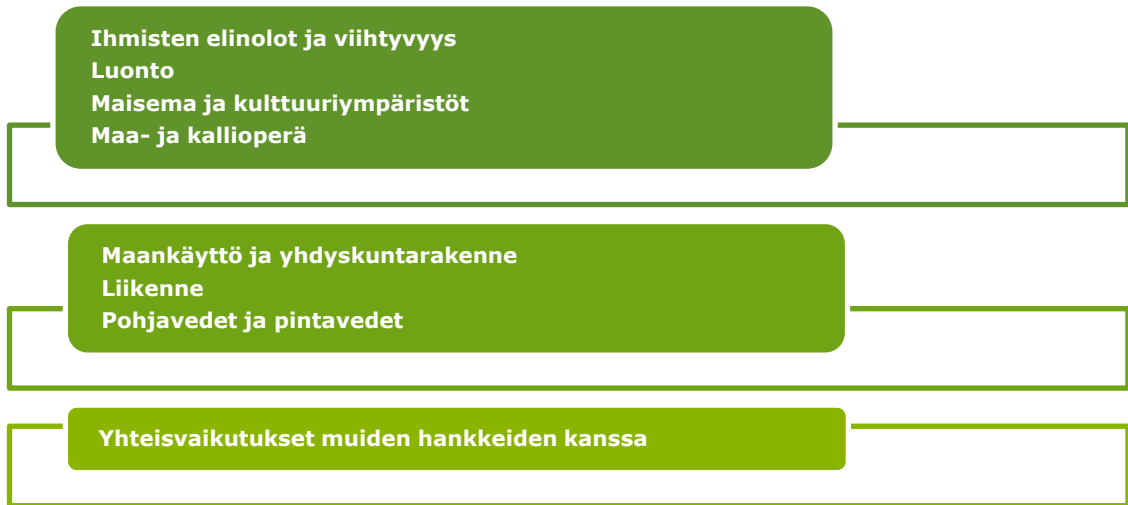 Ihmisten elinolot ja viihtyvyys
Luonto
Maisema ja kulttuuriympäristöt
Maa- ja kallioperä
Maankäyttö ja yhdyskuntarakenne
Liikenne
Pohjavedet ja pintavedet
Yhteisvaikutukset muiden hankkeiden kanssa